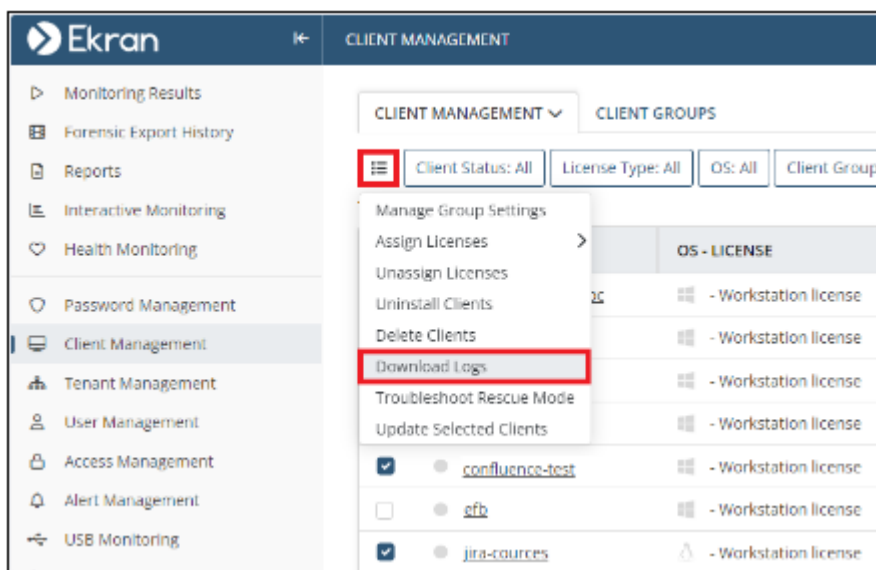 Ekran
CLIENT MANAGEMENT
Monitoring Results
Forensic Export History
Reports
Interactive Monitoring
Health Monitoring
Password Management
Client Management
Tenant Management
User Management
Access Management
Alert Management
USB Monitoring
CLIENT MANAGEMENT
CLIENT GROUPS
Client Status: All
License Type: All
OS: All
Client Group
Manage Group Settings
Assign Licenses
Unassign Licenses
Uninstall Clients
Delete Clients
Download Logs
Troubleshoot Rescue Mode
Update Selected Clients
OS - LICENSE
- Workstation license
- Workstation license
- Workstation license
- Workstation license
confluence-test - Workstation license
efb - Workstation license
jira-cources - Workstation license